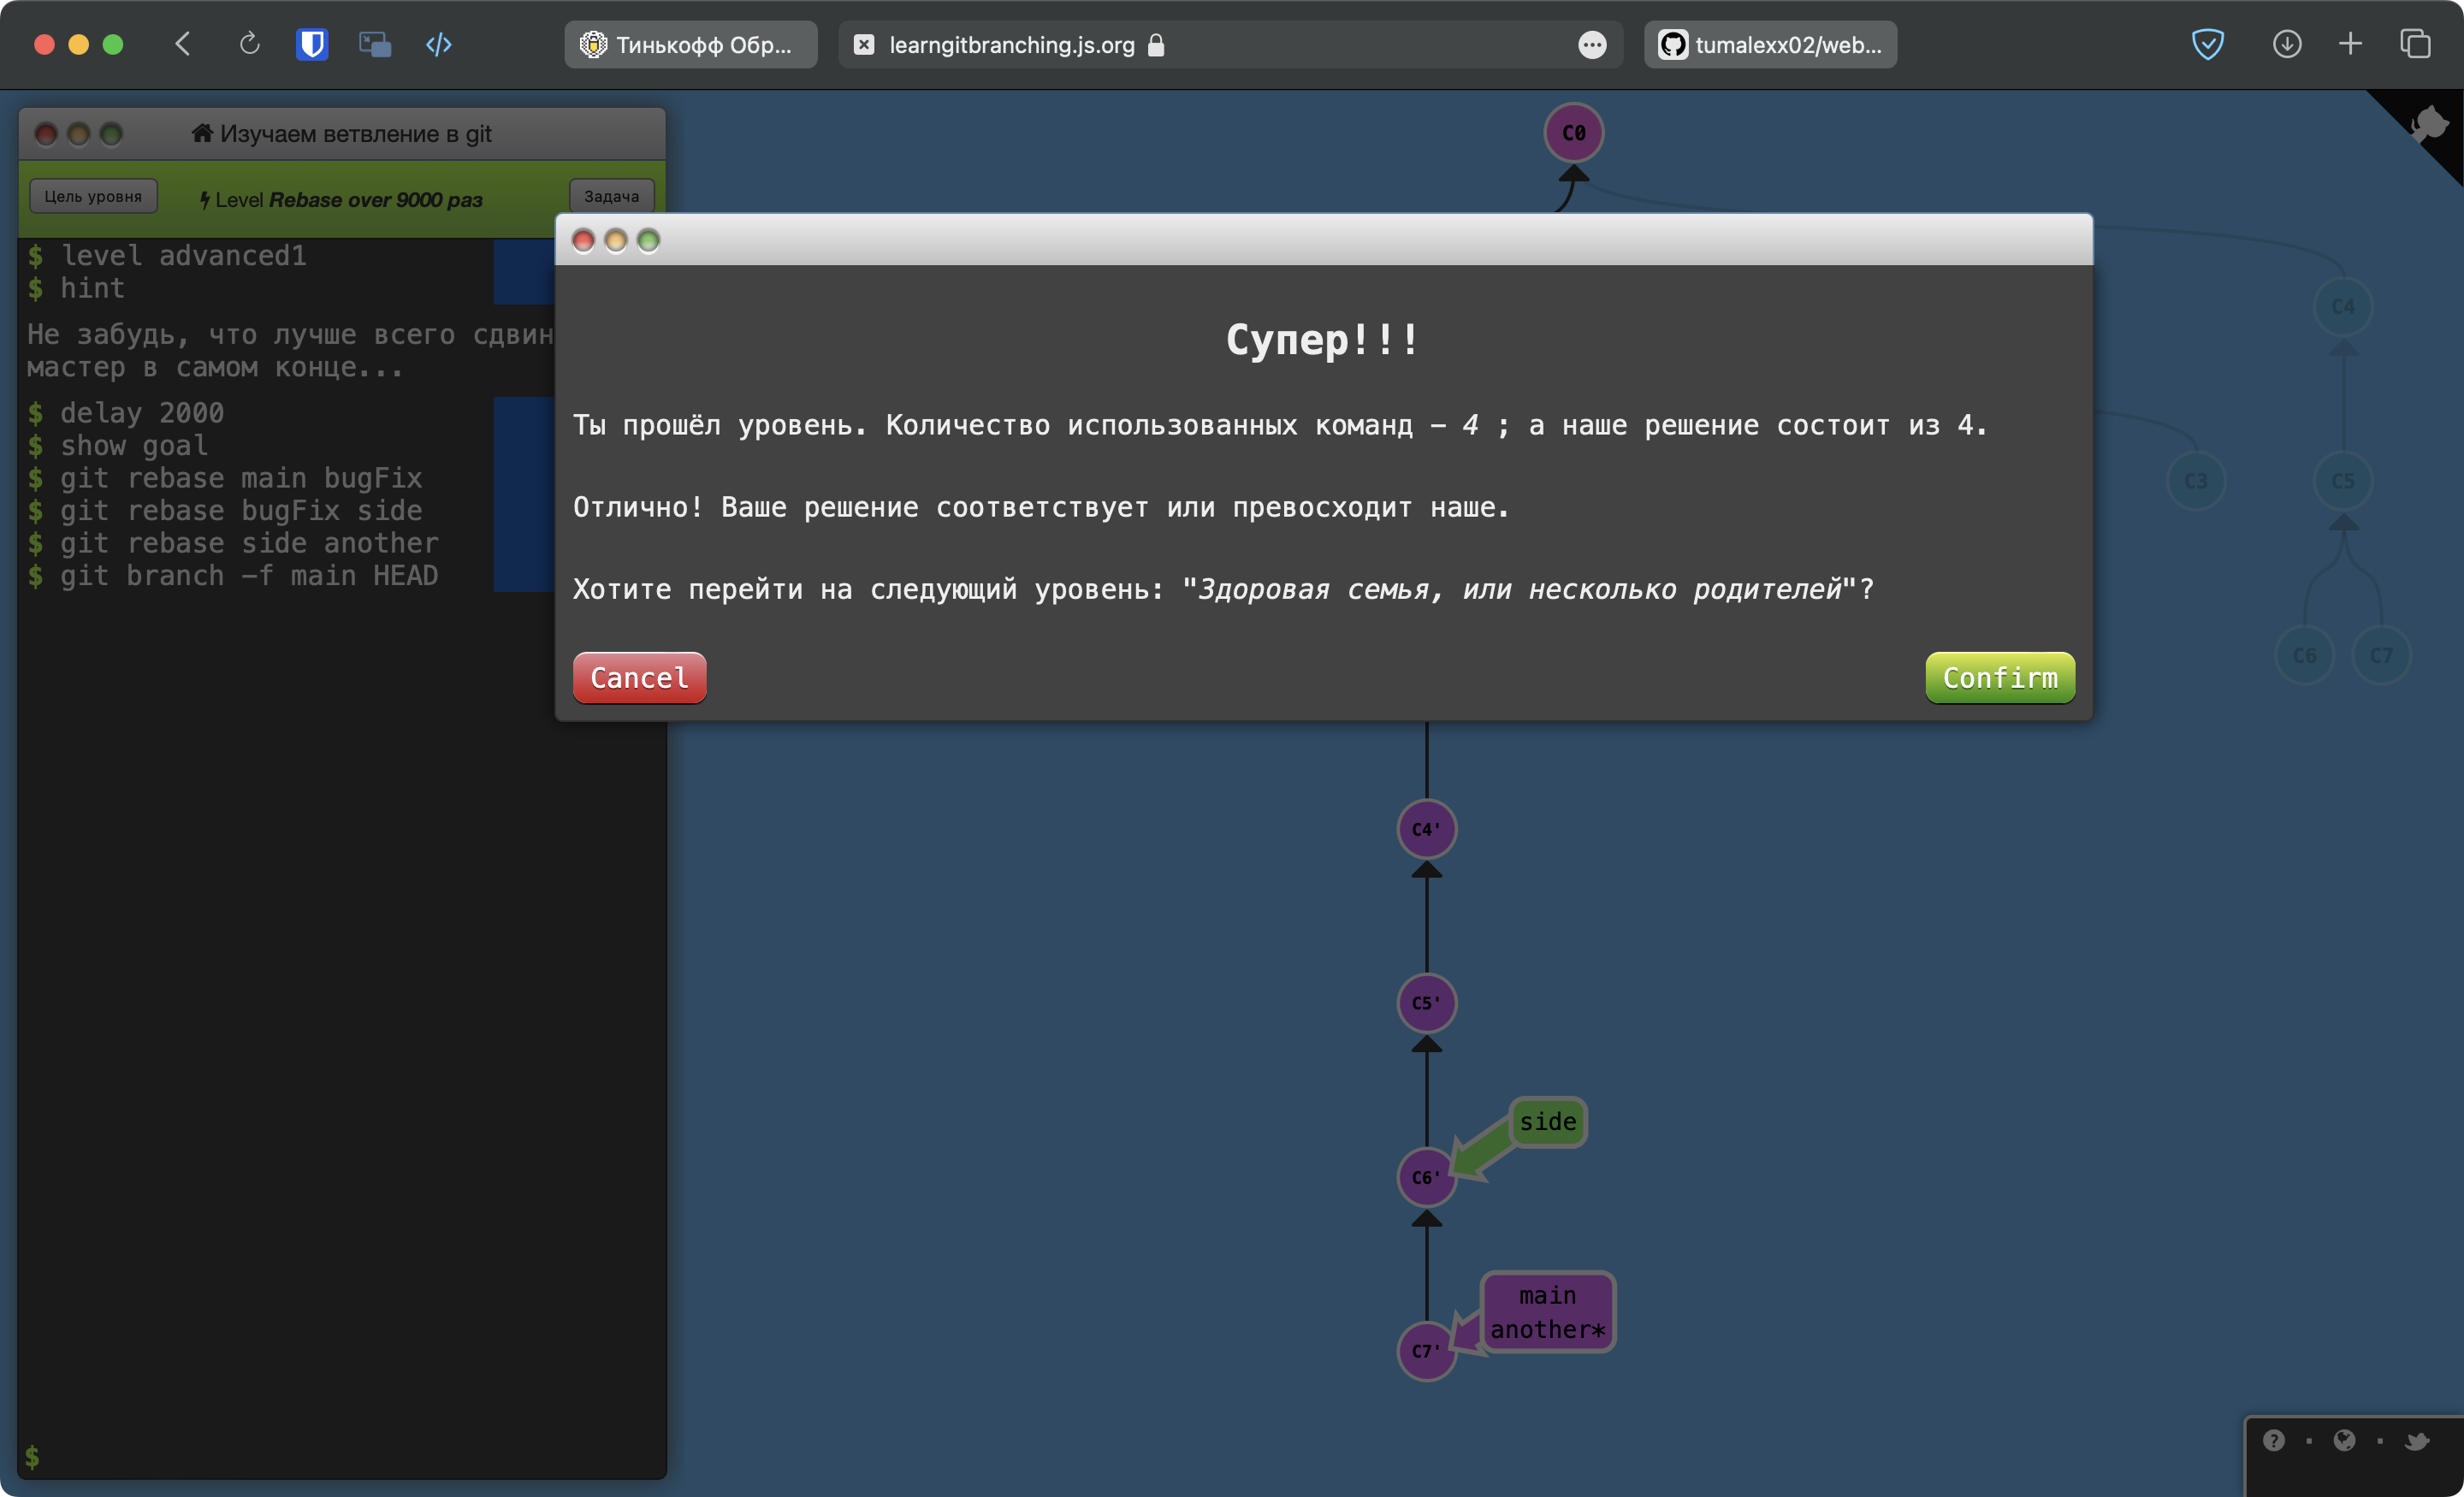 Тинькофф Обр...
learngitbranching.js.org
tumalexx02/web...
Изучаем ветвление в git
Цель уровня
Level Rebase over 9000 раз
Задача
$ level advanced1
$ hint
Не забудь, что лучше всего сдвин
мастер в самом конце...
$ delay 2000
$ show goal
$ git rebase main bugFix
$ git rebase bugFix side
$ git rebase side another
$ git branch -f main HEAD
$
Супер!!!
Ты прошёл уровень. Количество использованных команд – 4 ; а наше решение состоит из 4.
Отлично! Ваше решение соответствует или превосходит наше.
Хотите перейти на следующий уровень: "Здоровая семья, или несколько родителей"?
Cancel
Confirm
C0
C4
C3
C5
C6
C7
C4'
C5'
side
C6'
main
another*
C7'